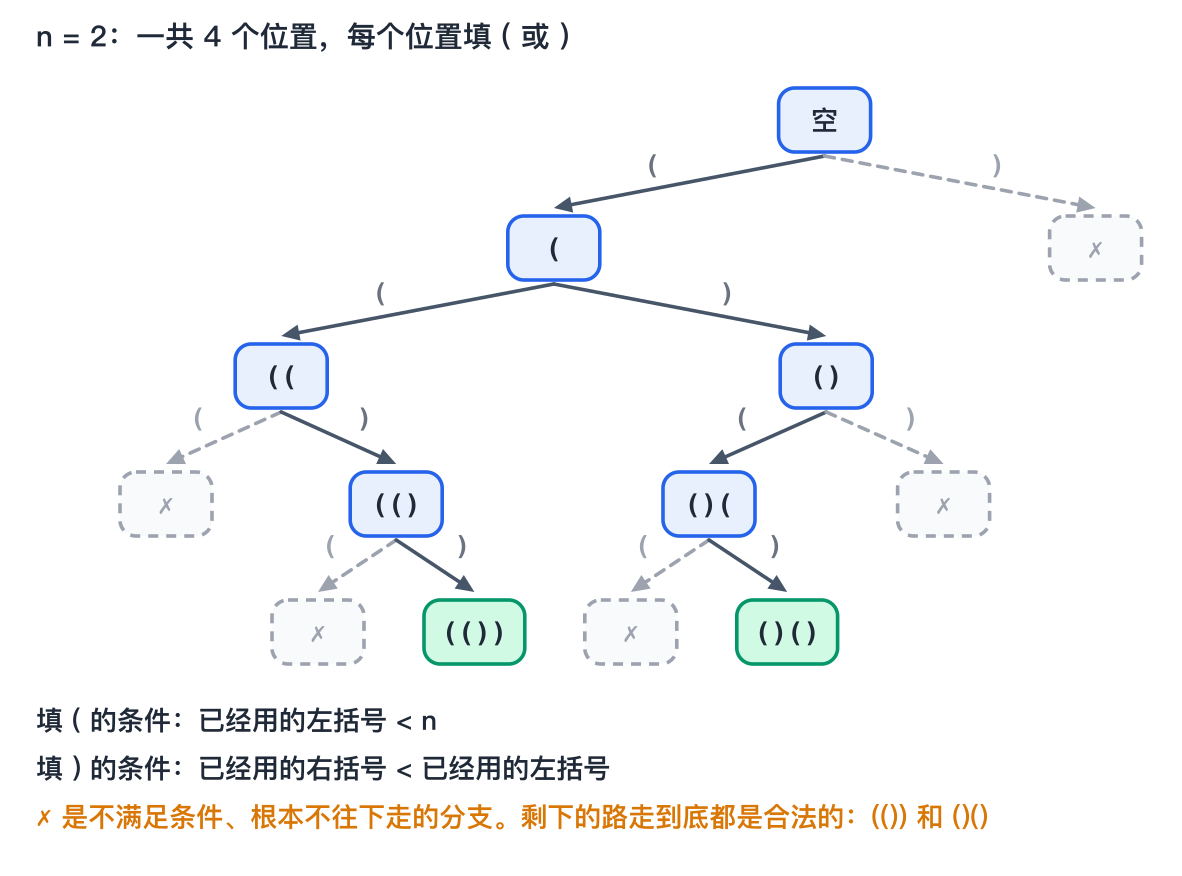 n = 2：一共 4 个位置，每个位置填 ( 或 )
空
( )
(
✗
( )
((
()
( ) ( )
✗
(()
()(
✗
( ) ( )
✗
(())
✗
()()
填 ( 的条件：已经用的左括号 < n
填 ) 的条件：已经用的右括号 < 已经用的左括号
✗ 是不满足条件、根本不往下走的分支。剩下的路走到底都是合法的：(()) 和 ()()